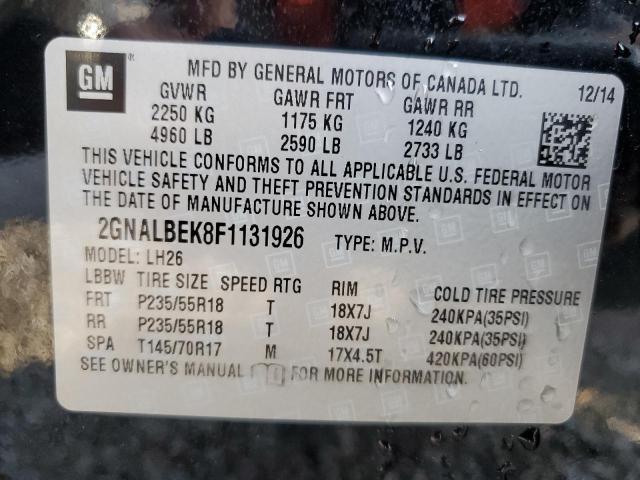 GM
MFD BY GENERAL MOTORS OF CANADA LTD. 12/14
GVWR GAWR FRT GAWR RR
2250 KG 1175 KG 1240 KG
4960 LB 2590 LB 2733 LB
THIS VEHICLE CONFORMS TO ALL APPLICABLE U.S. FEDERAL MOTOR
VEHICLE SAFETY AND THEFT PREVENTION STANDARDS IN EFFECT ON
THE DATE OF MANUFACTURE SHOWN ABOVE.
2GNALBEK8F1131926 TYPE: M.P.V.
MODEL: LH26
LBBW TIRE SIZE SPEED RTG RIM COLD TIRE PRESSURE
FRT P235/55R18 T 18X7J 240KPA(35PSI)
RR P235/55R18 T 18X7J 240KPA(35PSI)
SPA T145/70R17 M 17X4.5T 420KPA(60PSI)
SEE OWNER'S MANUAL FOR MORE INFORMATION.